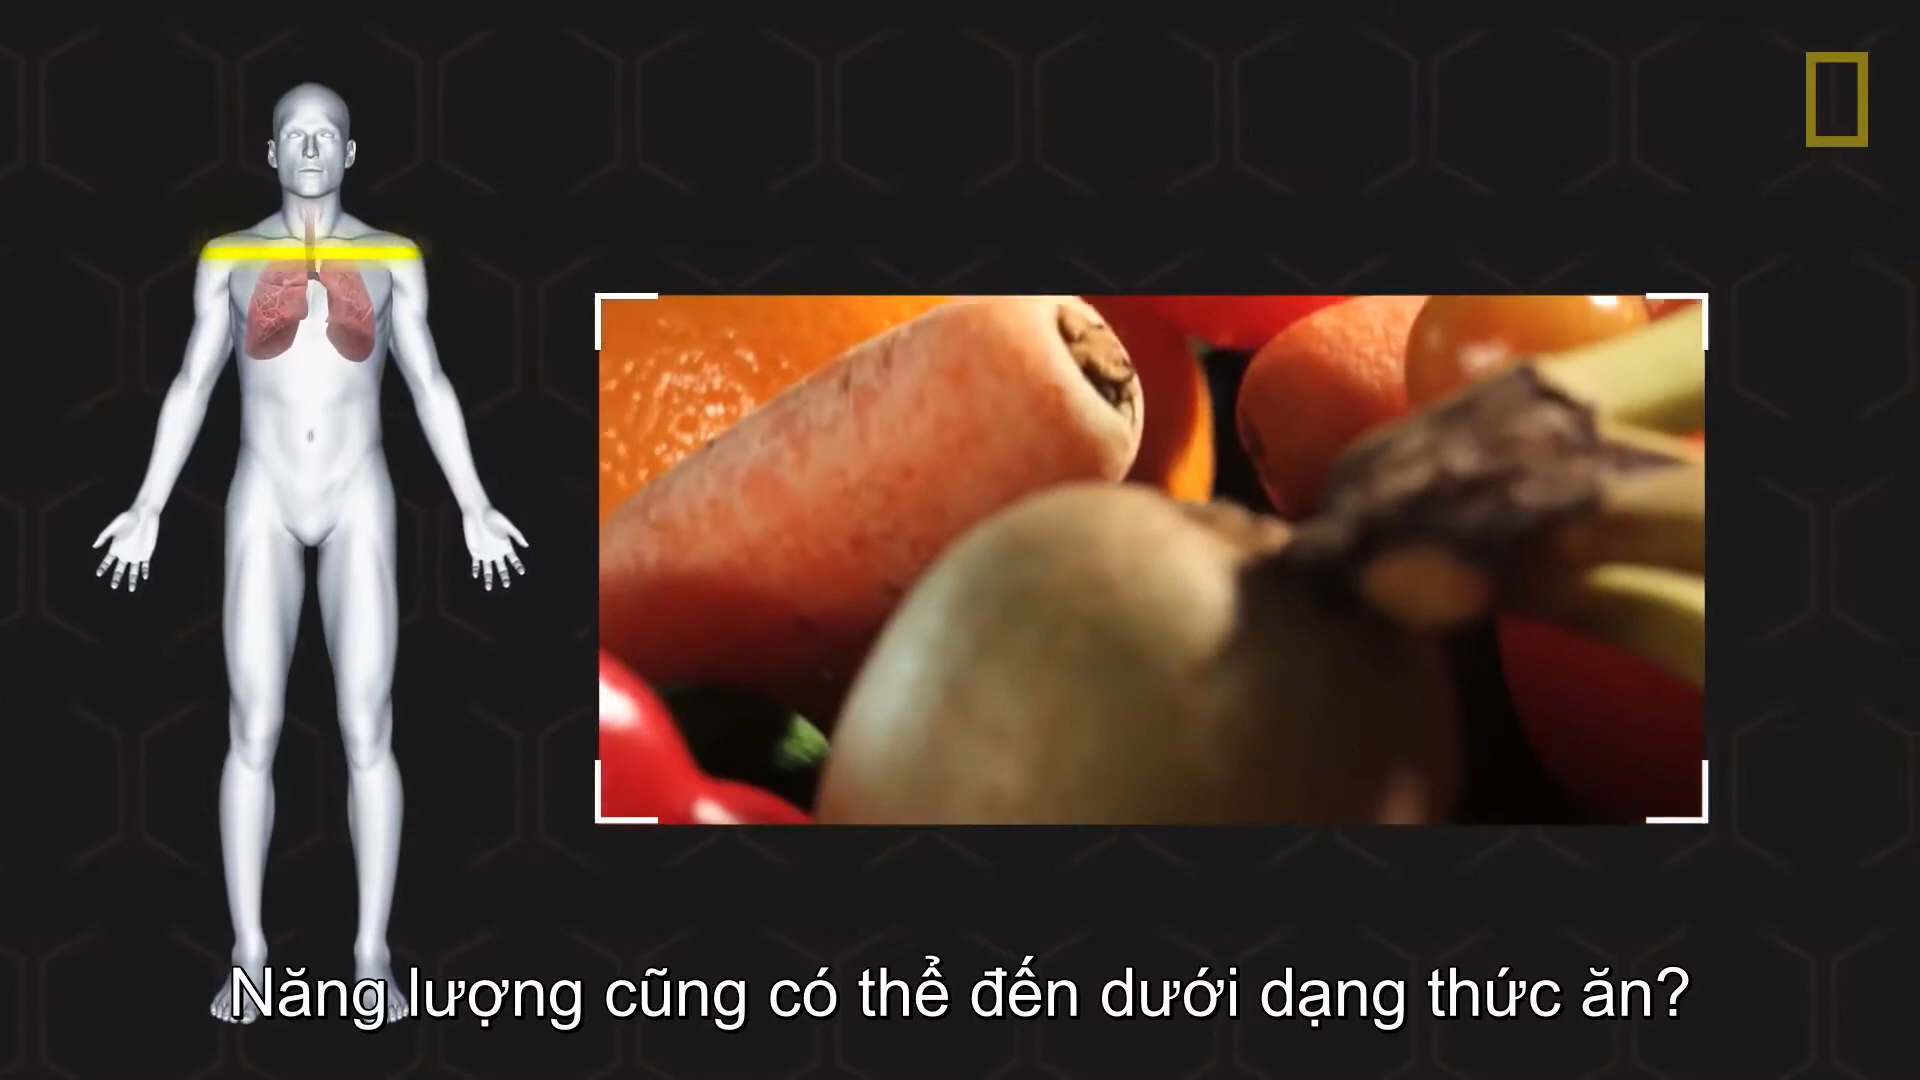 Năng lượng cũng có thể đến dưới dạng thức ăn?